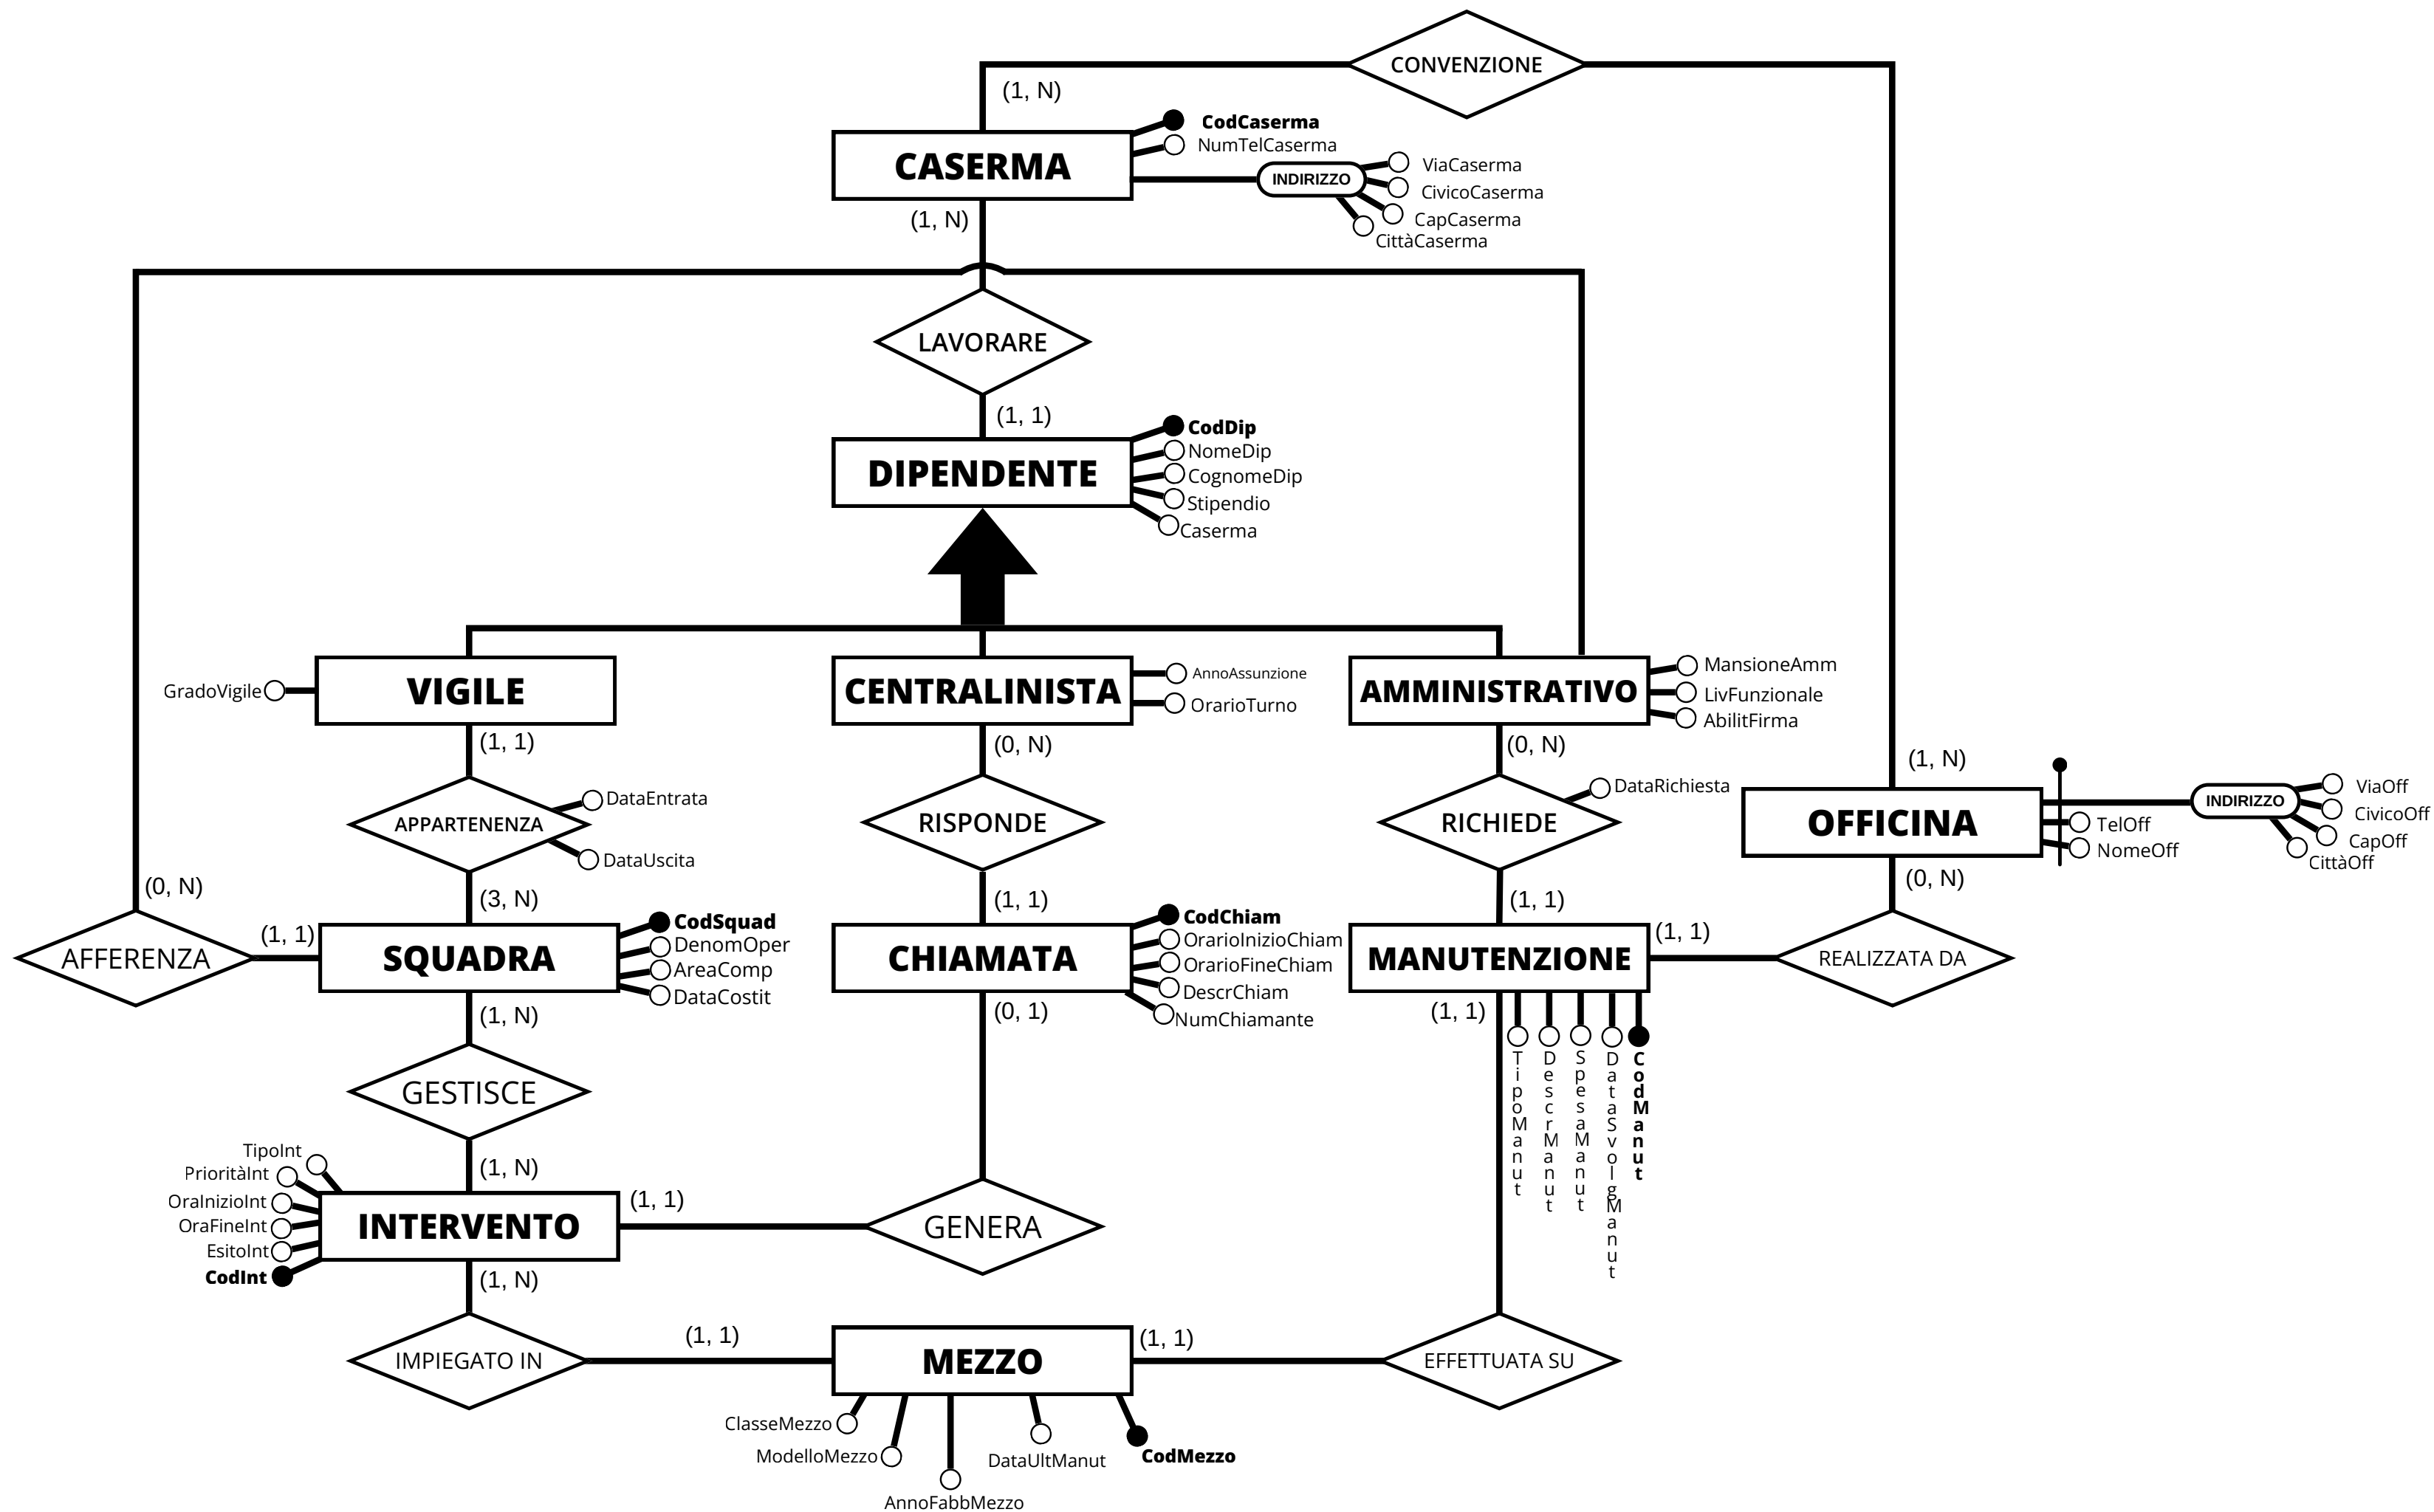 CONVENZIONE
(1, N)
CASERMA
CodCaserma
NumTelCaserma
INDIRIZZO
ViaCaserma
CivicoCaserma
CapCaserma
CittàCaserma
(1, N)
LAVORARE
(1, 1)
DIPENDENTE
CodDip
NomeDip
CognomeDip
Stipendio
Caserma
GradoVigile
VIGILE
CENTRALINISTA
AnnoAssunzione
OrarioTurno
AMMINISTRATIVO
MansioneAmm
LivFunzionale
AbilitFirma
(1, 1)
(0, N)
(0, N)
(1, N)
APPARTENENZA
DataEntrata
DataUscita
RISPONDE
RICHIEDE
DataRichiesta
OFFICINA
TelOff
NomeOff
INDIRIZZO
ViaOff
CivicoOff
CapOff
CittàOff
(0, N)
(3, N)
(1, 1)
(1, 1)
(0, N)
AFFERENZA
(1, 1)
SQUADRA
CodSquad
DenomOper
AreaComp
DataCostit
CHIAMATA
CodChiam
OrarioInizioChiam
OrarioFineChiam
DescrChiam
NumChiamante
MANUTENZIONE
(1, 1)
REALIZZATA DA
(1, N)
(0, 1)
(1, 1)
TipoManut
DescrManut
SpesaManut
DataSvolgManut
CodManut
GESTISCE
(1, N)
TipoInt
PrioritàInt
OraInizioInt
OraFineInt
EsitoInt
CodInt
INTERVENTO
(1, 1)
GENERA
(1, N)
IMPIEGATO IN
(1, 1)
MEZZO
(1, 1)
EFFETTUATA SU
ClasseMezzo
ModelloMezzo
AnnoFabbMezzo
DataUltManut
CodMezzo